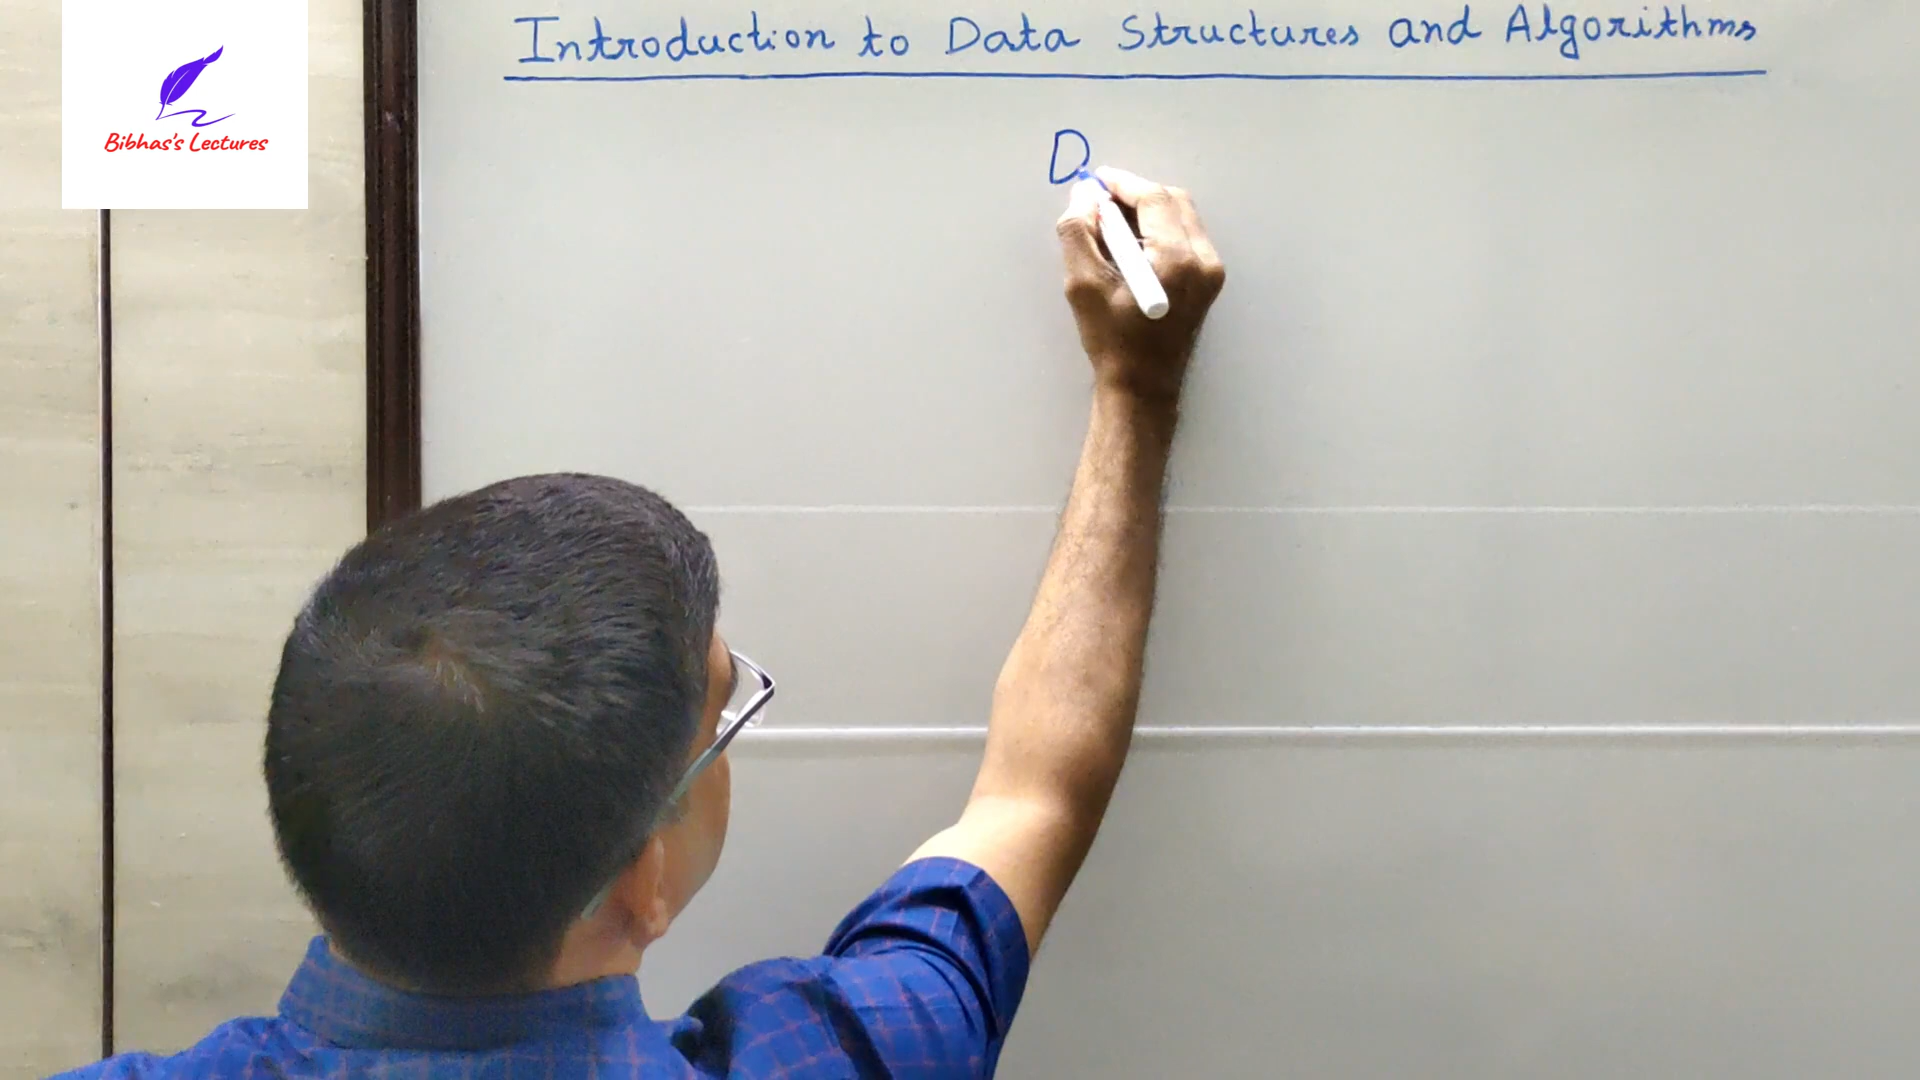 Introduction to Data Structures and Algorithms
Bibhas's Lectures
D